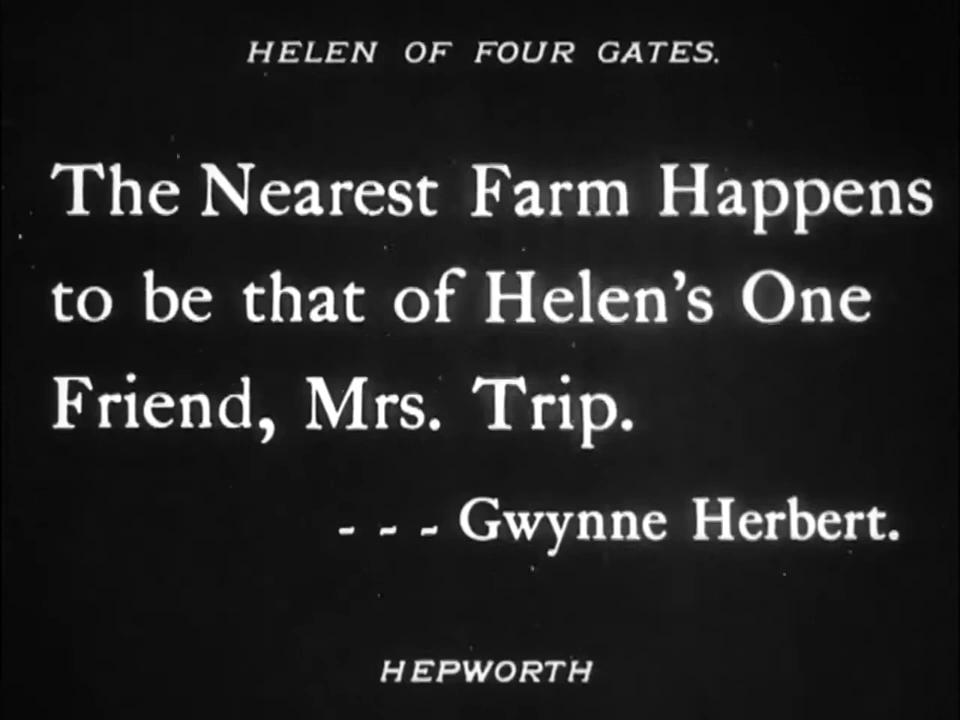 HELEN OF FOUR GATES.
The Nearest Farm Happens
to be that of Helen's One
Friend, Mrs. Trip.
- - - Gwynne Herbert.
HEPWORTH